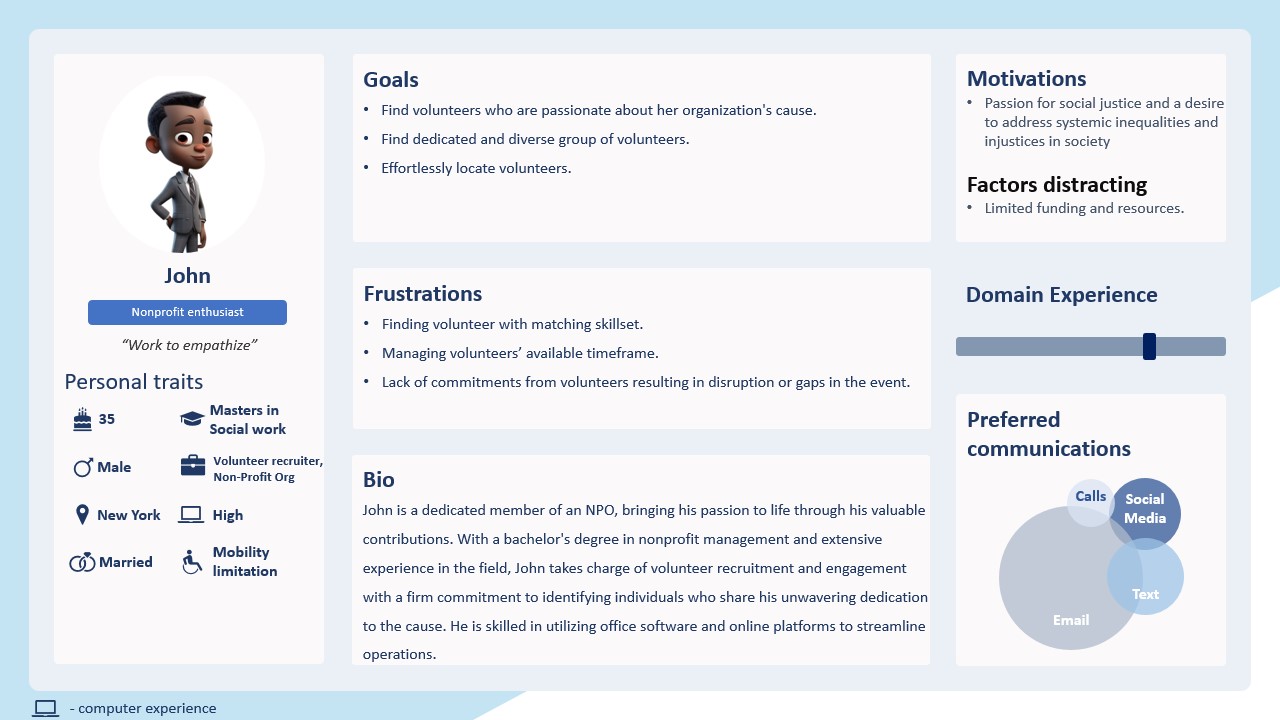 John
Nonprofit enthusiast
“Work to empathize”
Personal traits
35
Masters in
Social work
Male
Volunteer recruiter,
Non-Profit Org
New York
High
Married
Mobility
limitation
Goals
• Find volunteers who are passionate about her organization's cause.
• Find dedicated and diverse group of volunteers.
• Effortlessly locate volunteers.
Frustrations
• Finding volunteer with matching skillset.
• Managing volunteers’ available timeframe.
• Lack of commitments from volunteers resulting in disruption or gaps in the event.
Bio
John is a dedicated member of an NPO, bringing his passion to life through his valuable
contributions. With a bachelor's degree in nonprofit management and extensive
experience in the field, John takes charge of volunteer recruitment and engagement
with a firm commitment to identifying individuals who share his unwavering dedication
to the cause. He is skilled in utilizing office software and online platforms to streamline
operations.
Motivations
• Passion for social justice and a desire
to address systemic inequalities and
injustices in society
Factors distracting
• Limited funding and resources.
Domain Experience
Preferred
communications
Calls
Social
Media
Text
Email
- computer experience